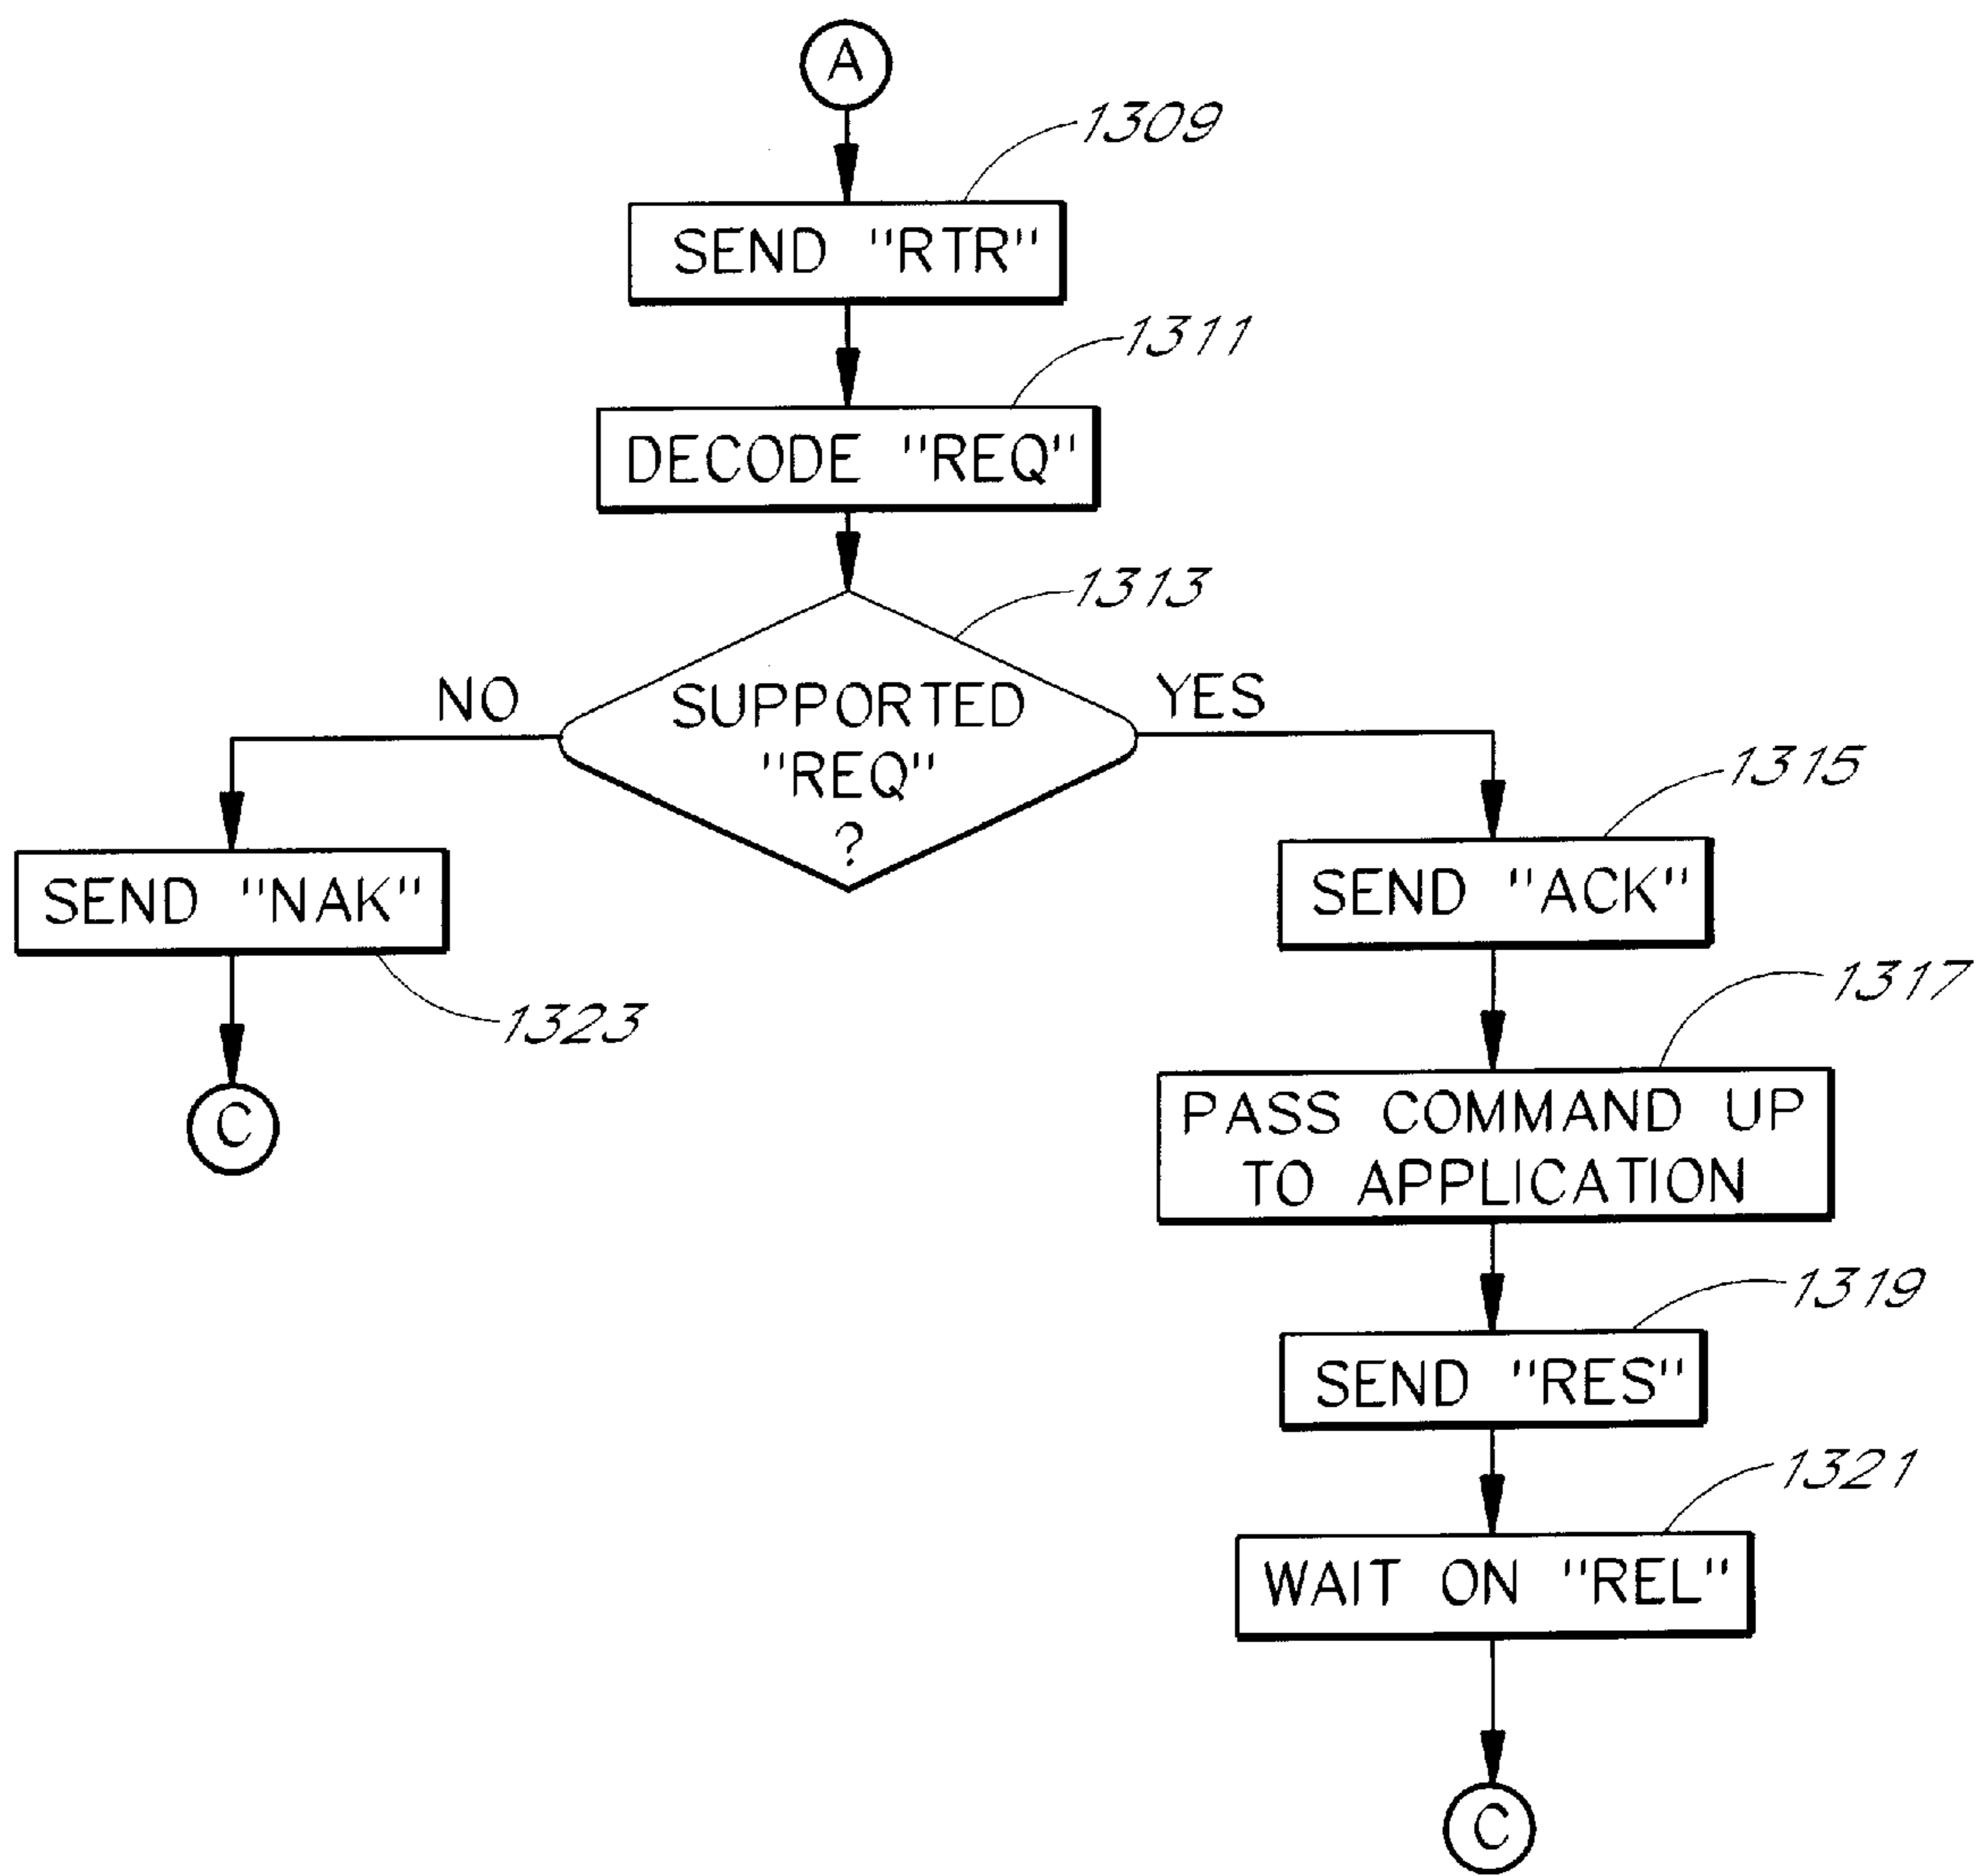 A
1309
SEND "RTR"
1311
DECODE "REQ"
1313
NO
SUPPORTED
"REQ"
?
YES
1315
SEND "NAK"
SEND "ACK"
1323
1317
C
PASS COMMAND UP
TO APPLICATION
1319
SEND "RES"
1321
WAIT ON "REL"
C